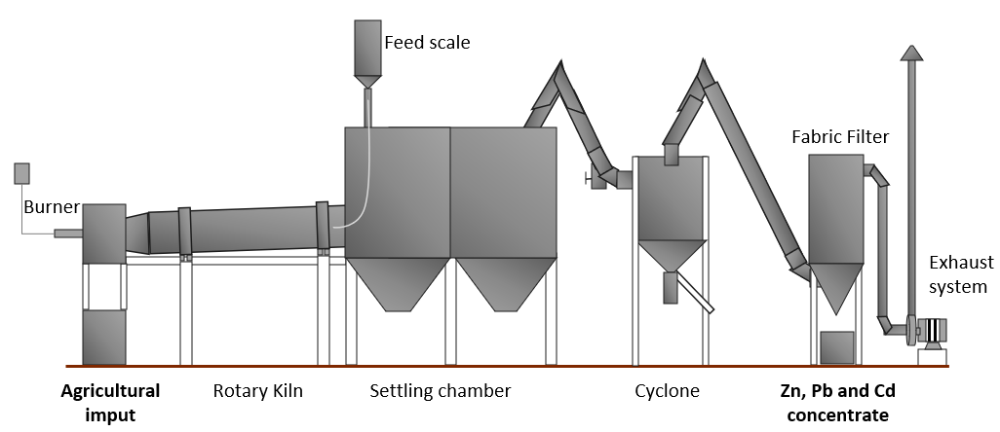 Feed scale
Fabric Filter
Burner
Exhaust
system
Agricultural
imput
Rotary Kiln
Settling chamber
Cyclone
Zn, Pb and Cd
concentrate